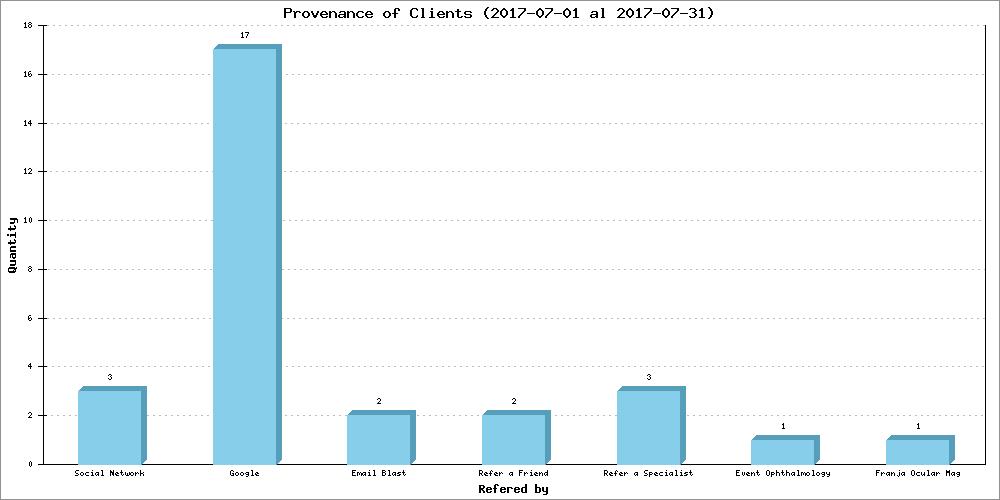 Provenance of Clients (2017-07-01 al 2017-07-31)
18
16
14
12
10
8
6
4
2
0
Quantity
3
17
2
2
3
1
1
Social Network
Google
Email Blast
Refer a Friend
Refer a Specialist
Event Ophthalmology
Franja Ocular Mag
Refered by